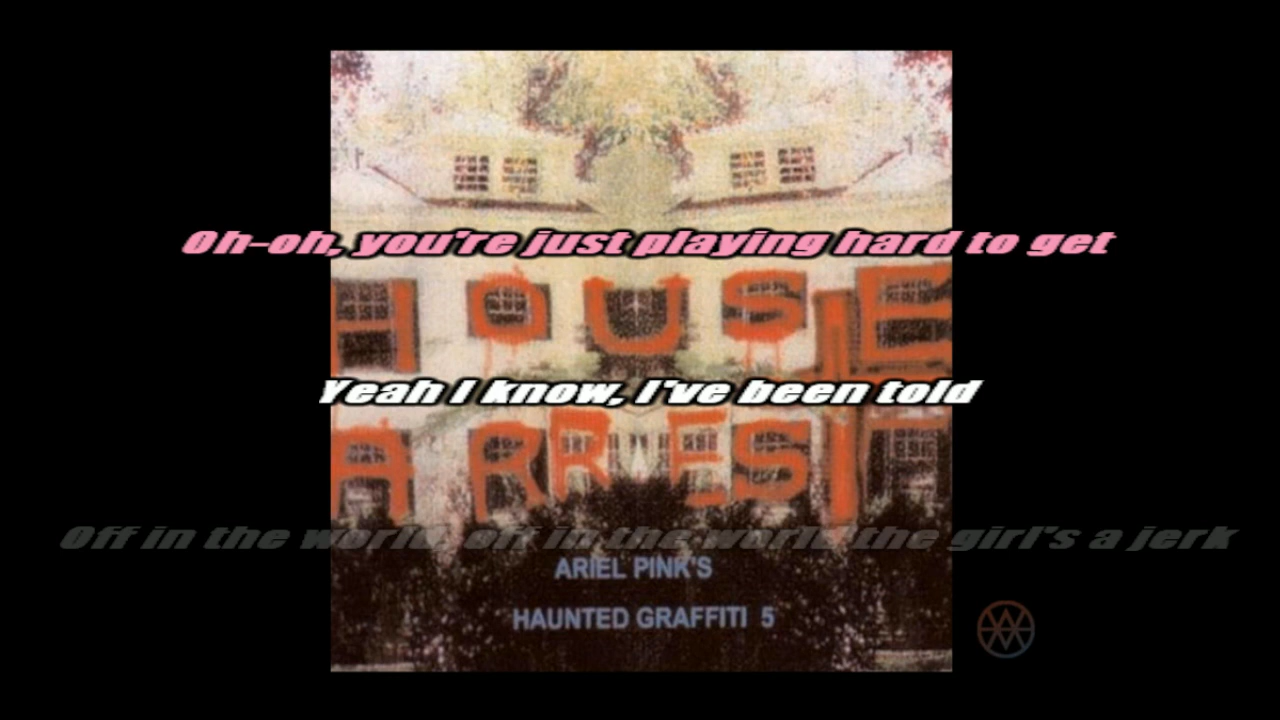 Oh-oh, you're just playing hard to get
HOUSE
Yeah I know, I've been told
ARREST
Off in the world, off in the world the girl's a jerk
ARIEL PINK'S
HAUNTED GRAFFITI 5